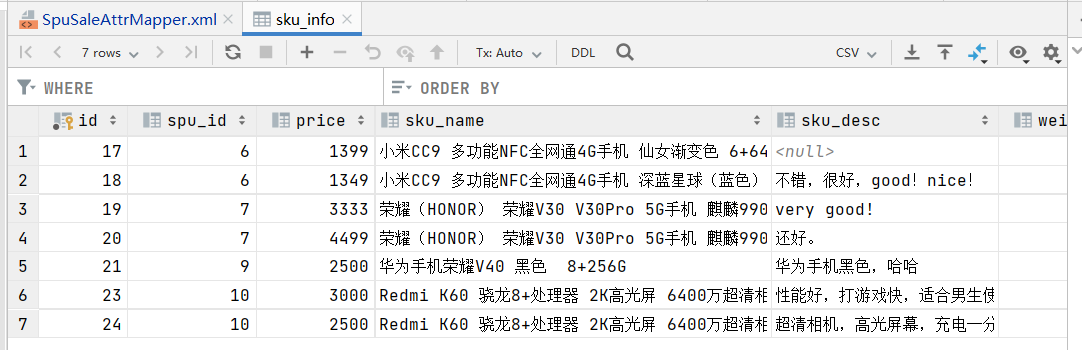 SpuSaleAttrMapper.xml sku_info
7 rows Tx: Auto DDL CSV
WHERE ORDER BY
id spu_id price sku_name sku_desc wei
1 17 6 1399 小米CC9 多功能NFC全网通4G手机 仙女渐变色 6+64 <null>
2 18 6 1349 小米CC9 多功能NFC全网通4G手机 深蓝星球（蓝色） 不错，很好，good！nice！
3 19 7 3333 荣耀（HONOR） 荣耀V30 V30Pro 5G手机 麒麟990 very good！
4 20 7 4499 荣耀（HONOR） 荣耀V30 V30Pro 5G手机 麒麟990 还好。
5 21 9 2500 华为手机荣耀V40 黑色  8+256G 华为手机黑色，哈哈
6 23 10 3000 Redmi K60 骁龙8+处理器 2K高光屏 6400万超清相 性能好，打游戏快，适合男生使
7 24 10 2500 Redmi K60 骁龙8+处理器 2K高光屏 6400万超清相 超清相机，高光屏幕，充电一分